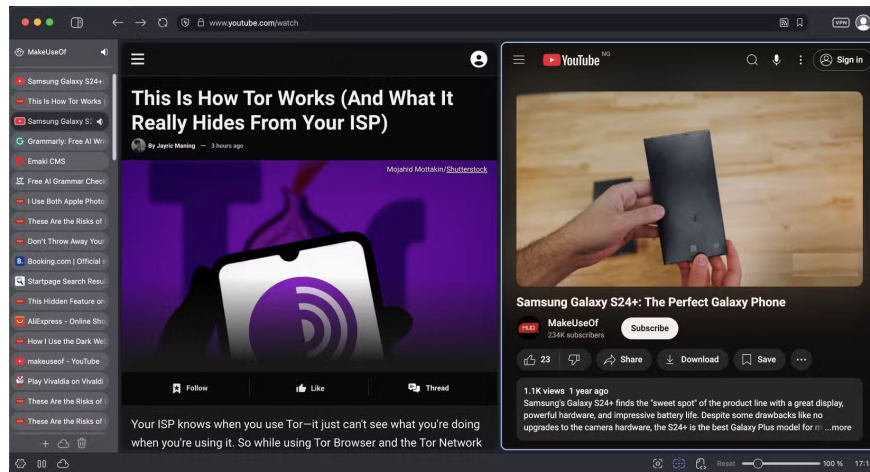 www.youtube.com/watch
VPN
MakeUseOf
Samsung Galaxy S24+:
This Is How Tor Works (
Samsung Galaxy S2
Grammarly: Free AI Wri
Emaki CMS
Free AI Grammar Check
I Use Both Apple Photo
These Are the Risks of
Don't Throw Away Your
Booking.com | Official s
Startpage Search Resu
This Hidden Feature on
AliExpress - Online Sho
How I Use the Dark Web
makeuseof - YouTube
Play Vivaldia on Vivaldi
These Are the Risks of
These Are the Risks of
This Is How Tor Works (And What It
Really Hides From Your ISP)
By Jayric Maning — 3 hours ago
Mojahid Mottakin/Shutterstock
Follow
Like
Thread
Your ISP knows when you use Tor—it just can't see what you're doing
when you're using it. So while using Tor Browser and the Tor Network
YouTube NG
Sign in
Samsung Galaxy S24+: The Perfect Galaxy Phone
MUO
MakeUseOf
234K subscribers
Subscribe
23
Share
Download
Save
1.1K views 1 year ago
Samsung's Galaxy S24+ finds the "sweet spot" of the product line with a great display,
powerful hardware, and impressive battery life. Despite some drawbacks like no
upgrades to the camera hardware, the S24+ is the best Galaxy Plus model for m ...more
Reset
100 %
17:1